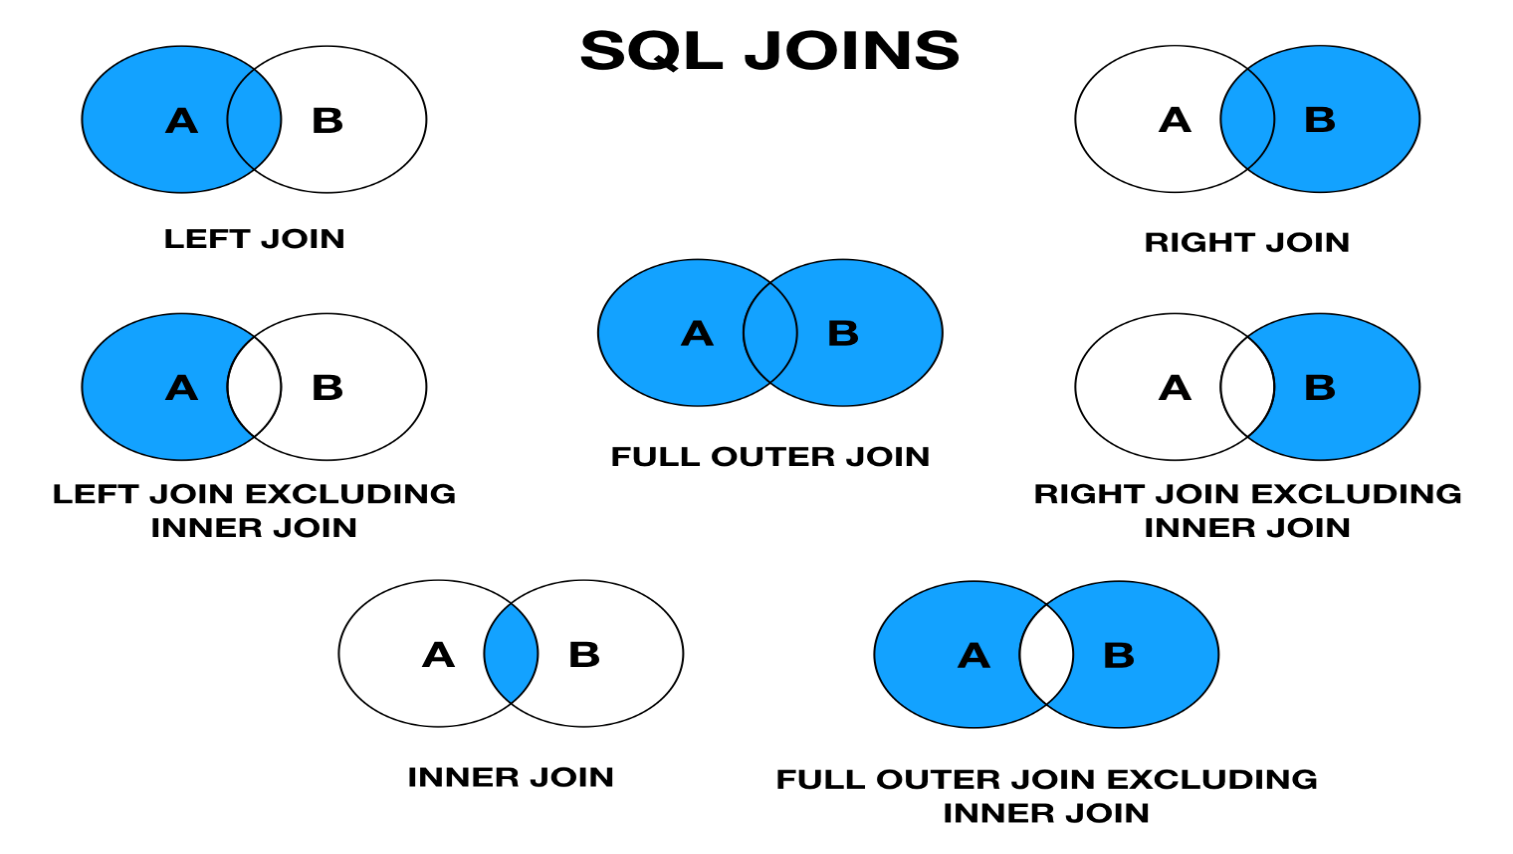 SQL JOINS
A B
LEFT JOIN
A B
RIGHT JOIN
A B
FULL OUTER JOIN
A B
LEFT JOIN EXCLUDING
INNER JOIN
A B
RIGHT JOIN EXCLUDING
INNER JOIN
A B
INNER JOIN
A B
FULL OUTER JOIN EXCLUDING
INNER JOIN